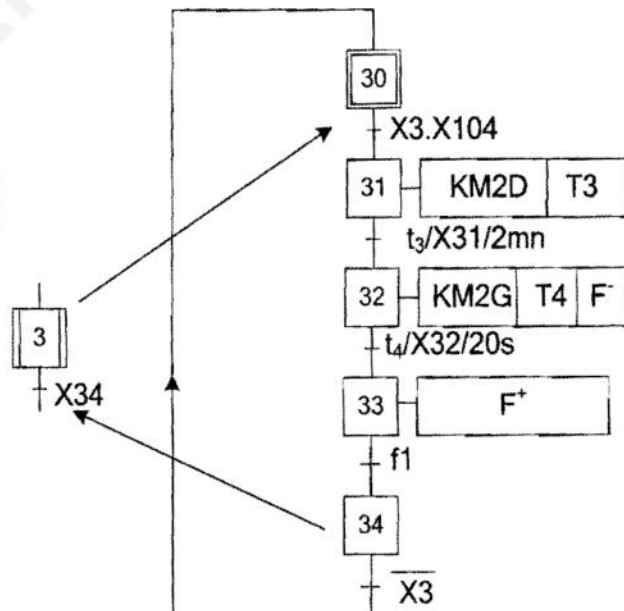 30
X3.X104
31 KM2D T3
t₃/X31/2mn
32 KM2G T4 F⁻
3
t₄/X32/20s
X34
33 F⁺
f1
34
X̅3̅